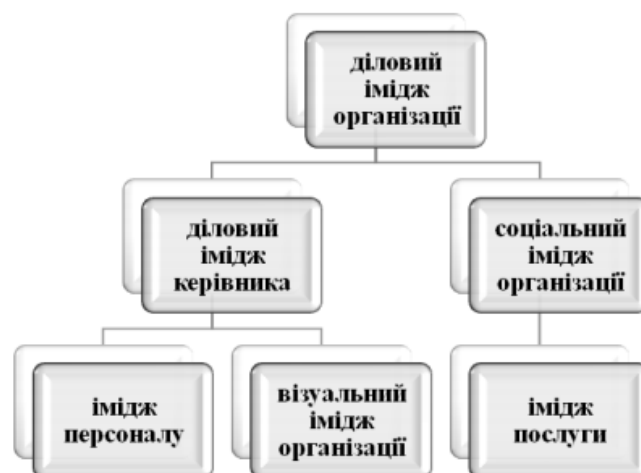 діловий
імідж
організації
діловий
імідж
керівника
соціальний
імідж
організації
імідж
персоналу
візуальний
імідж
організації
імідж
послуги